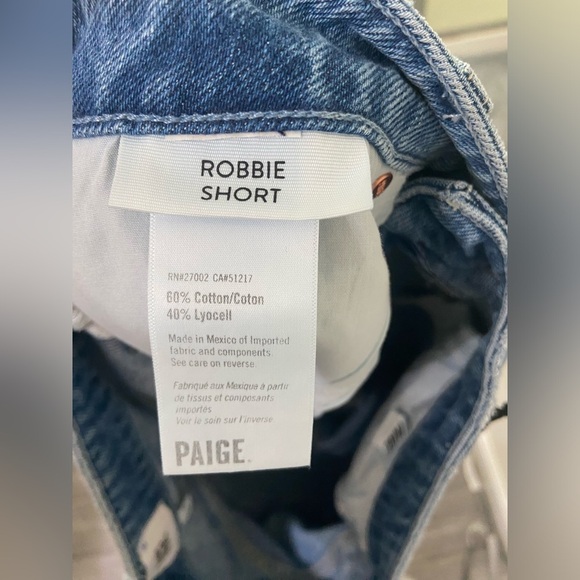 ROBBIE
SHORT
RN#27002 CA#51217
60% Cotton/Coton
40% Lyocell
Made in Mexico of Imported
fabric and components.
See care on reverse.
Fabriqué aux Mexique à partir
de tissus et composants
importés
Voir le soin sur l'inverse.
PAIGE.